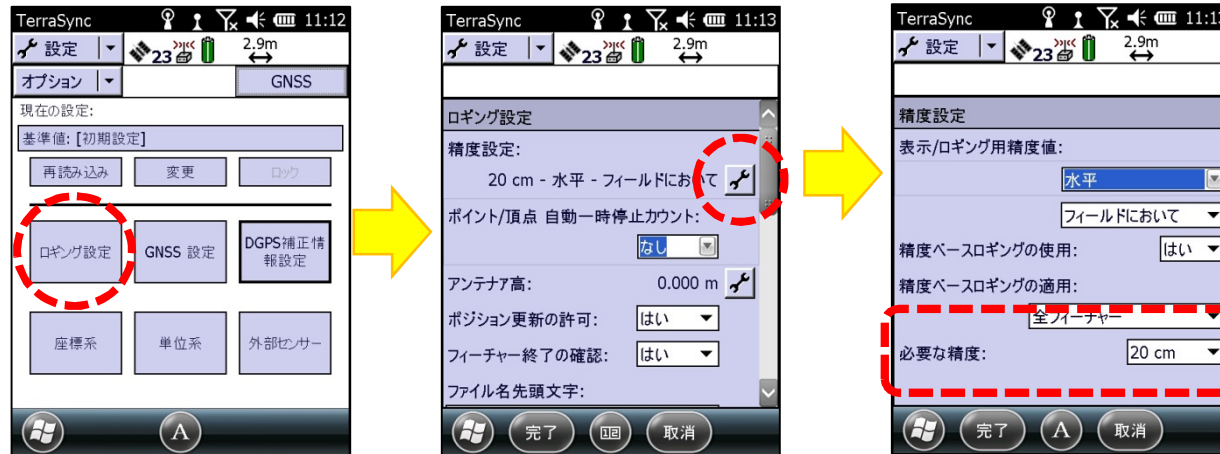 TerraSync 11:12
設定 23 2.9m
オプション GNSS
現在の設定:
基準値: [初期設定]
再読み込み 変更 ロック
ロギング設定 GNSS 設定 DGPS補正情
報設定
座標系 単位系 外部センサー
A
TerraSync 11:13
設定 23 2.9m
ロギング設定
精度設定:
20 cm - 水平 - フィールドにおいて
ポイント/頂点 自動一時停止カウント:
なし
アンテナア高: 0.000 m
ポジション更新の許可: はい
フィーチャー終了の確認: はい
ファイル名先頭文字:
完了 取消
TerraSync 11:13
設定 23 2.9m
精度設定
表示/ロギング用精度値:
水平
フィールドにおいて
精度ベースロギングの使用: はい
精度ベースロギングの適用:
全フィーチャー
必要な精度: 20 cm
完了 A 取消